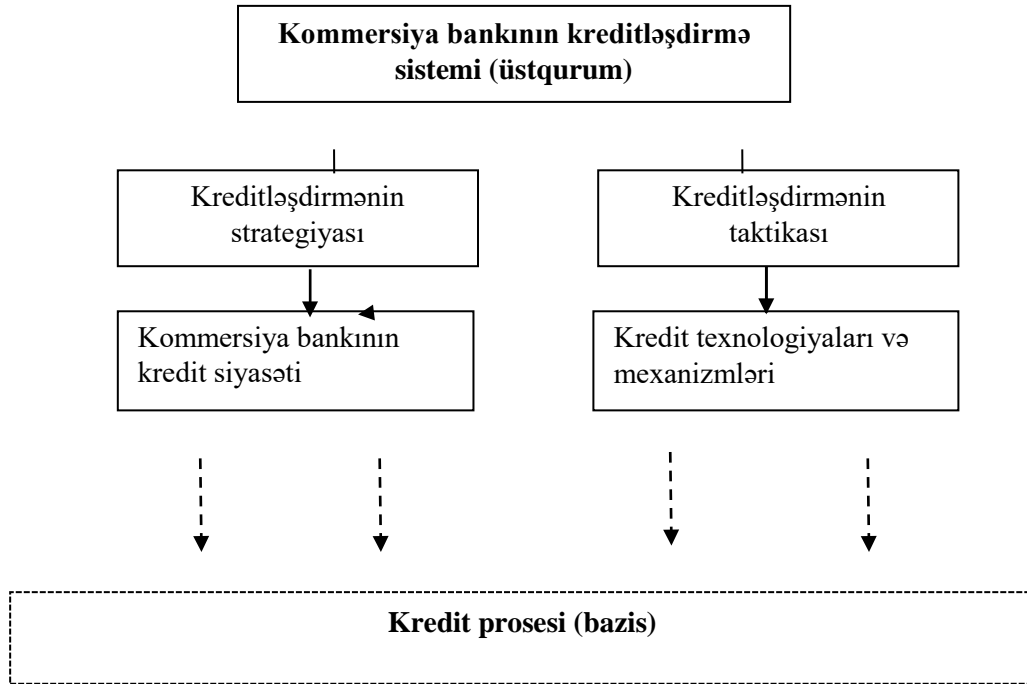 Kommersiya bankının kreditləşdirmə
sistemi (üstqurum)
Kreditləşdirmənin
strategiyası
Kreditləşdirmənin
taktikası
Kommersiya bankının
kredit siyasəti
Kredit texnologiyaları və
mexanizmləri
Kredit prosesi (bazis)